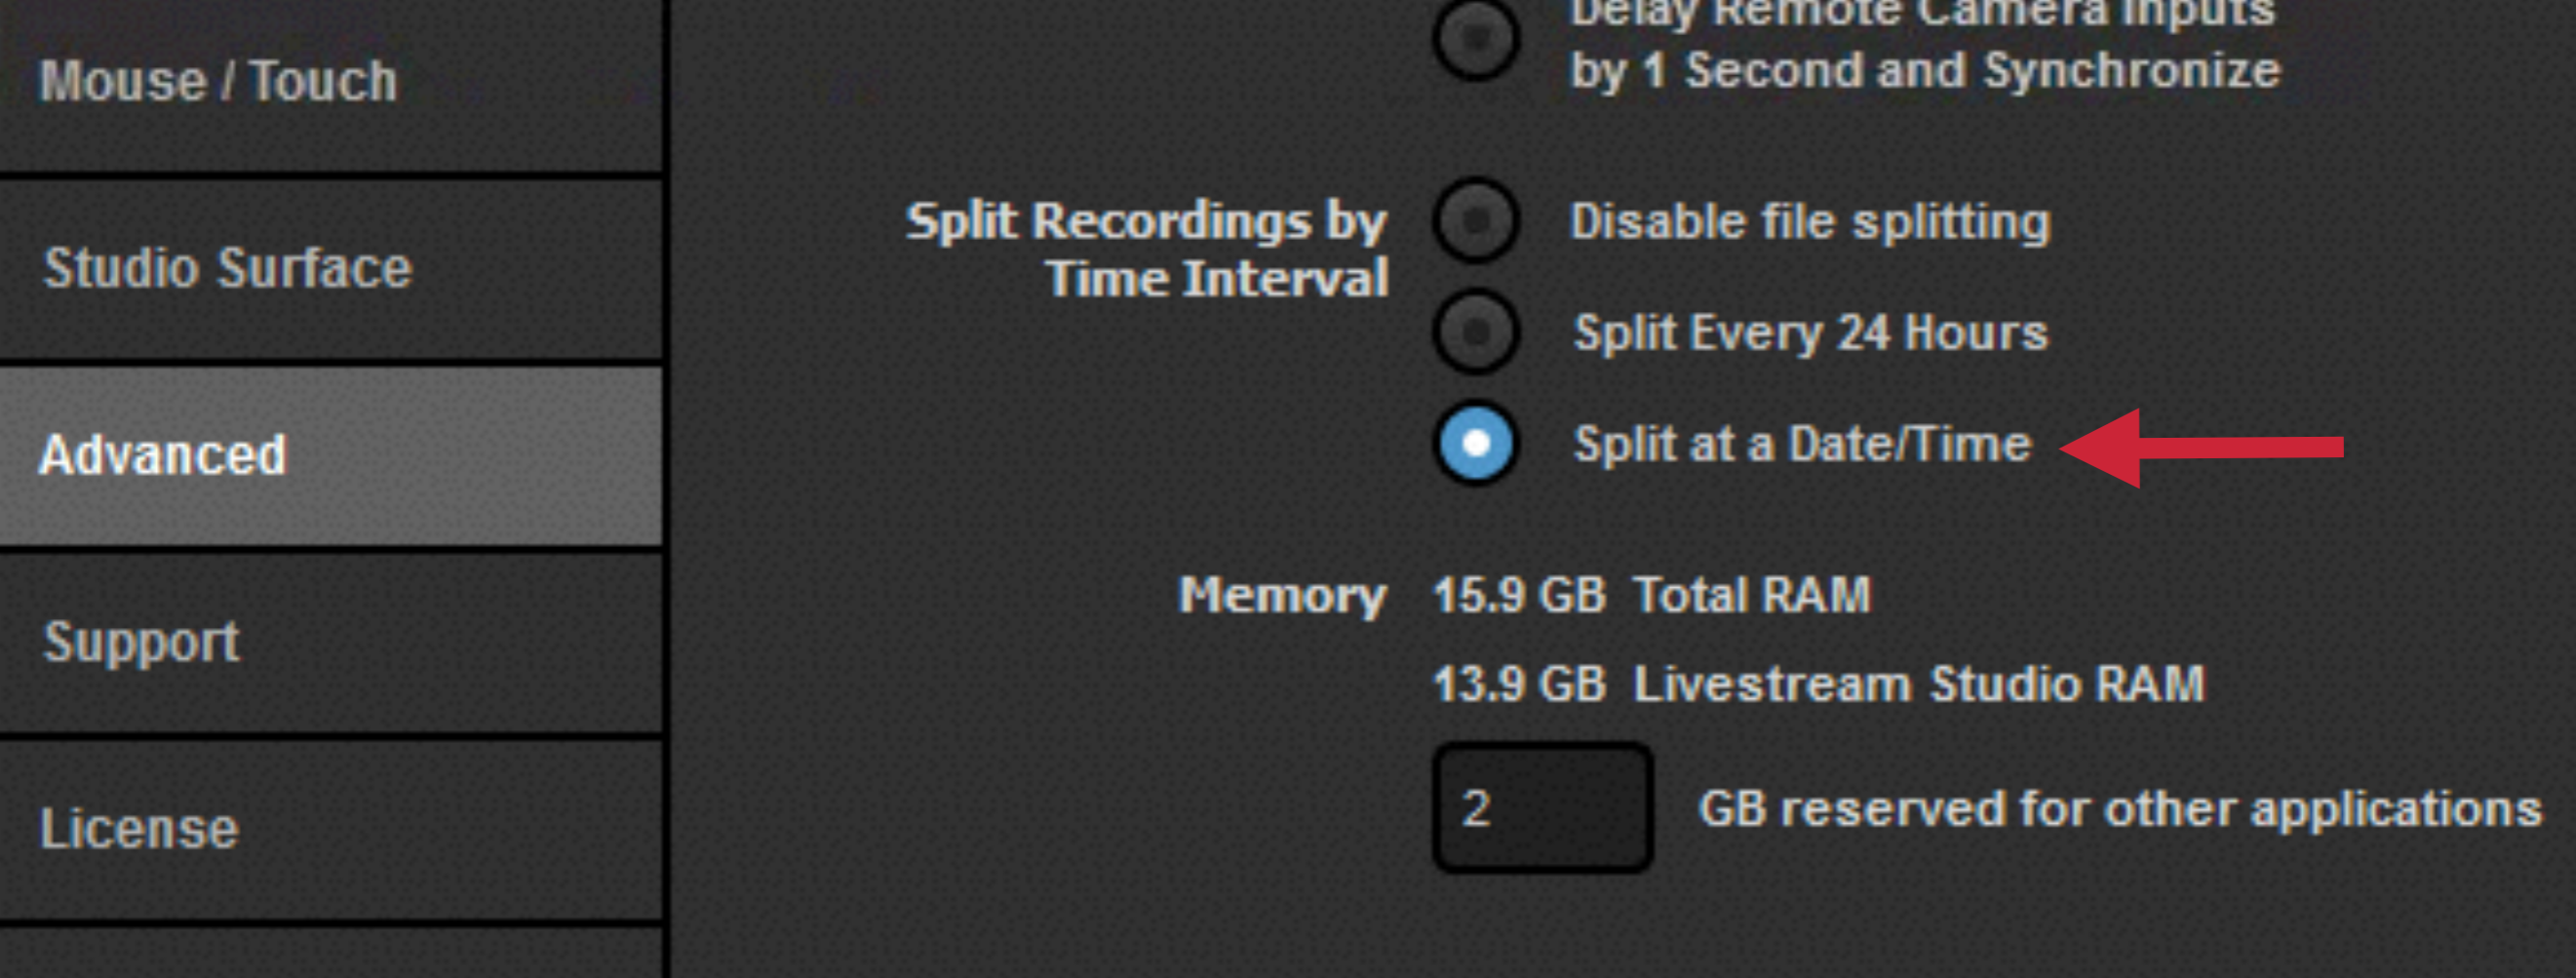 Mouse / Touch
Studio Surface
Advanced
Support
License
Delay Remote Camera Inputs
by 1 Second and Synchronize
Split Recordings by
Time Interval
Disable file splitting
Split Every 24 Hours
Split at a Date/Time
Memory
15.9 GB Total RAM
13.9 GB Livestream Studio RAM
2 GB reserved for other applications